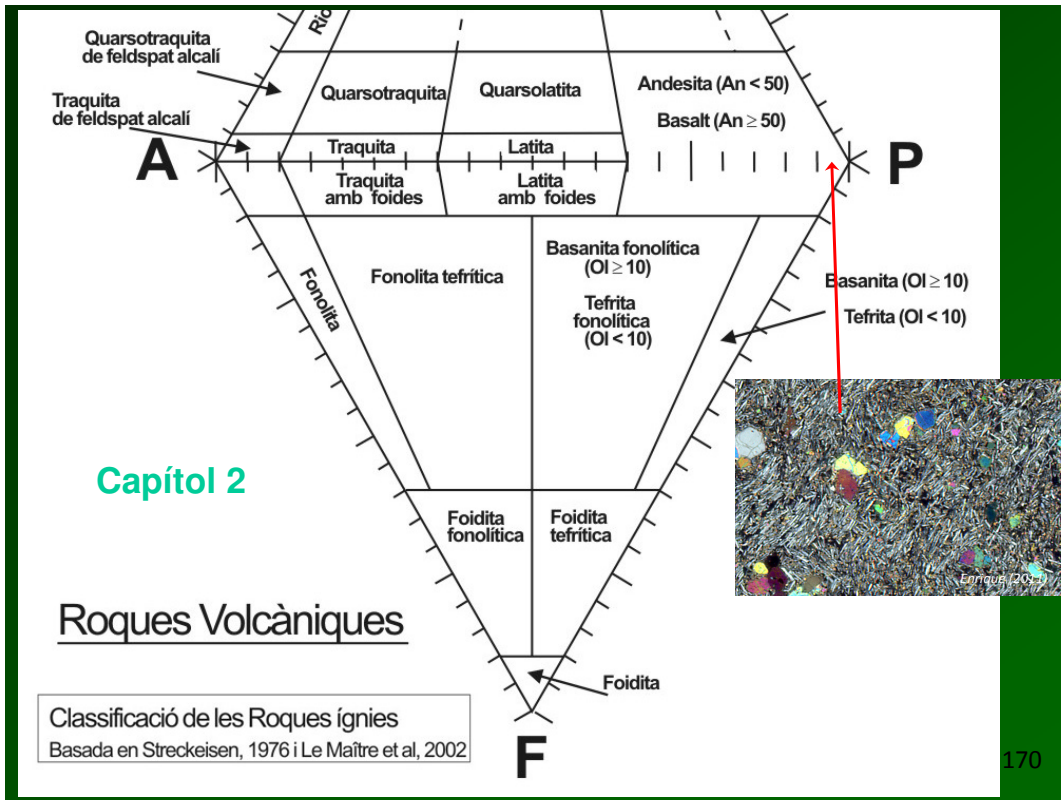 Rio
Quarsotraquita
de feldspat alcalí
Quarsotraquita
Quarsolatita
Andesita (An < 50)
Basalt (An ≥ 50)
Traquita
de feldspat alcalí
A
Traquita
Latita
P
Traquita
amb foides
Latita
amb foides
Fonolita
Fonolita tefrítica
Basanita fonolítica
(Ol ≥ 10)
Tefrita
fonolítica
(Ol < 10)
Basanita (Ol ≥ 10)
Tefrita (Ol < 10)
Capítol 2
Foidita
fonolítica
Foidita
tefrítica
Enrique (2011)
Roques Volcàniques
Foidita
Classificació de les Roques ígnies
Basada en Streckeisen, 1976 i Le Maître et al, 2002
F
170